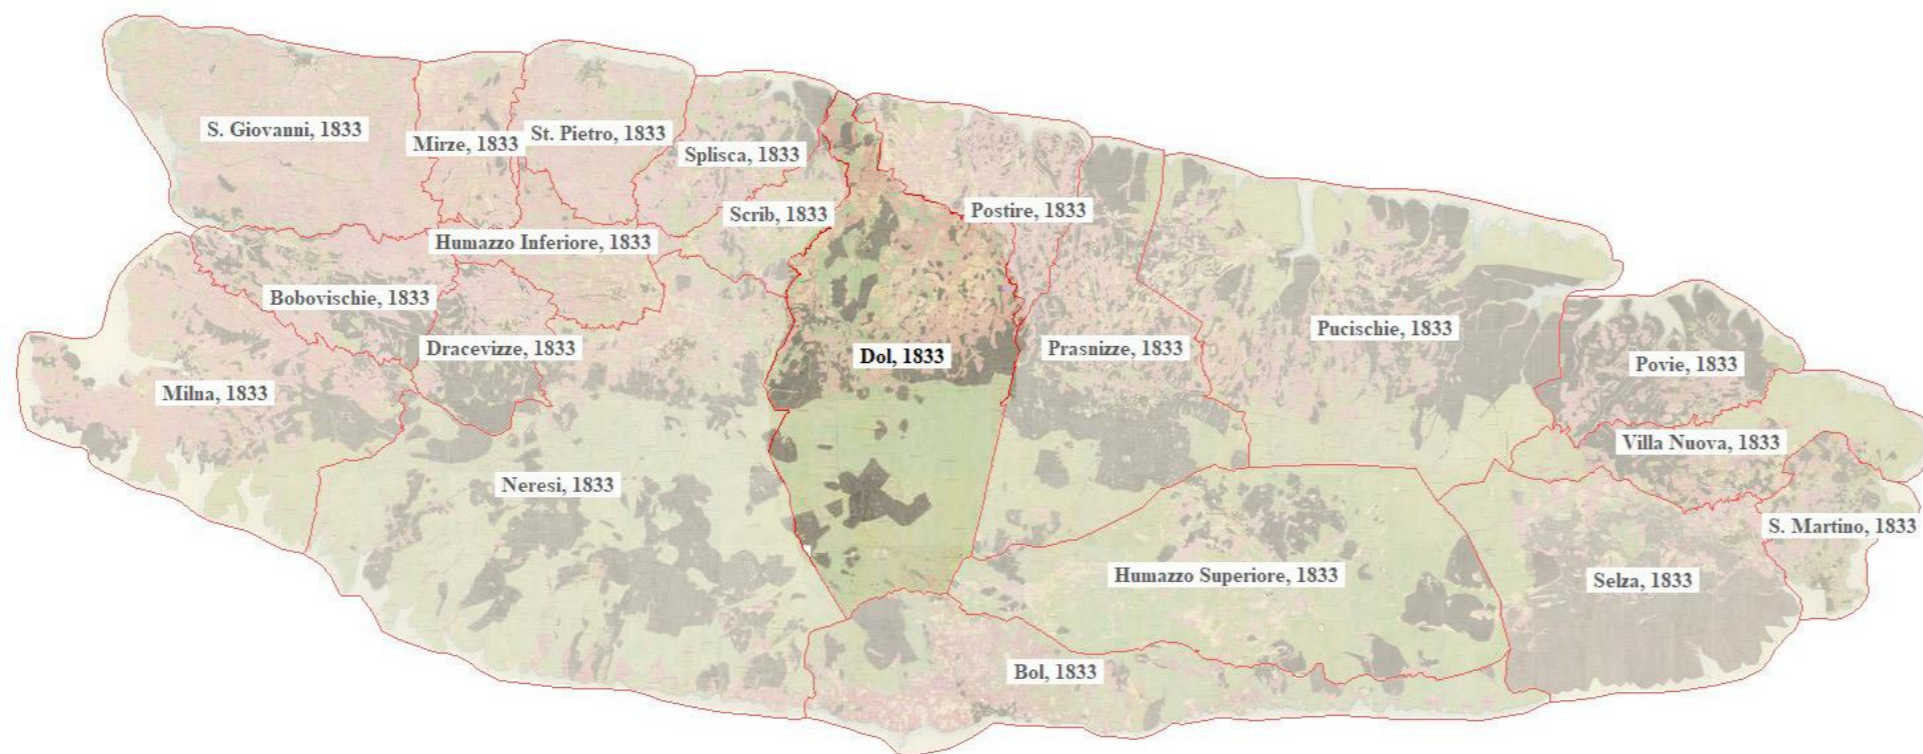 S. Giovanni, 1833
Mirze, 1833
St. Pietro, 1833
Splisca, 1833
Scrib, 1833
Postire, 1833
Humazzo Inferiore, 1833
Bobovischie, 1833
Dracevizze, 1833
Milna, 1833
Dol, 1833
Prasnizze, 1833
Pucischie, 1833
Povie, 1833
Villa Nuova, 1833
Neresi, 1833
S. Martino, 1833
Humazzo Superiore, 1833
Selza, 1833
Bol, 1833